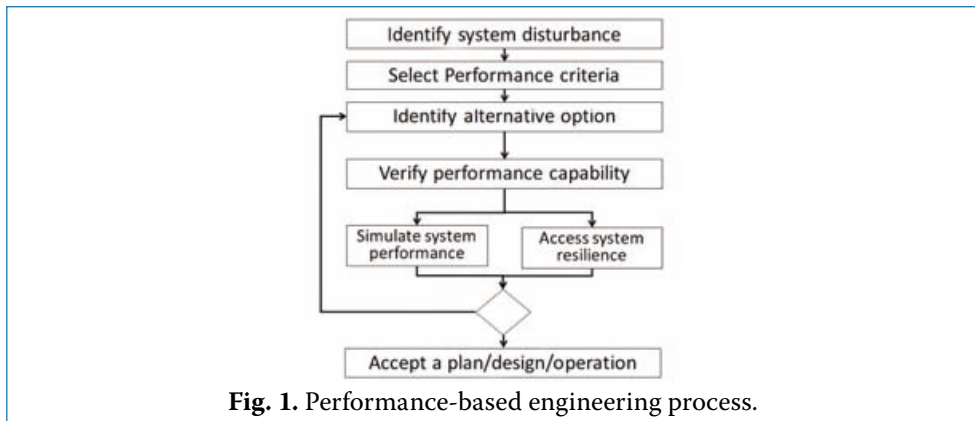 Identify system disturbance
Select Performance criteria
Identify alternative option
Verify performance capability
Simulate system
performance
Access system
resilience
Accept a plan/design/operation
Fig. 1. Performance-based engineering process.